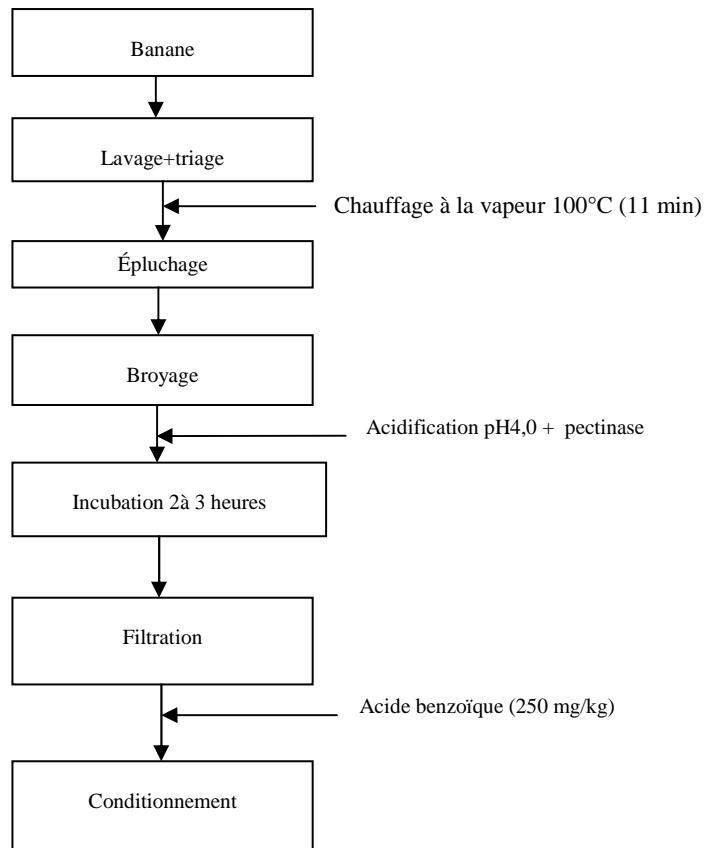 Banane
Lavage+triage
Chauffage à la vapeur 100°C (11 min)
Épluchage
Broyage
Acidification pH4,0 + pectinase
Incubation 2à 3 heures
Filtration
Acide benzoïque (250 mg/kg)
Conditionnement